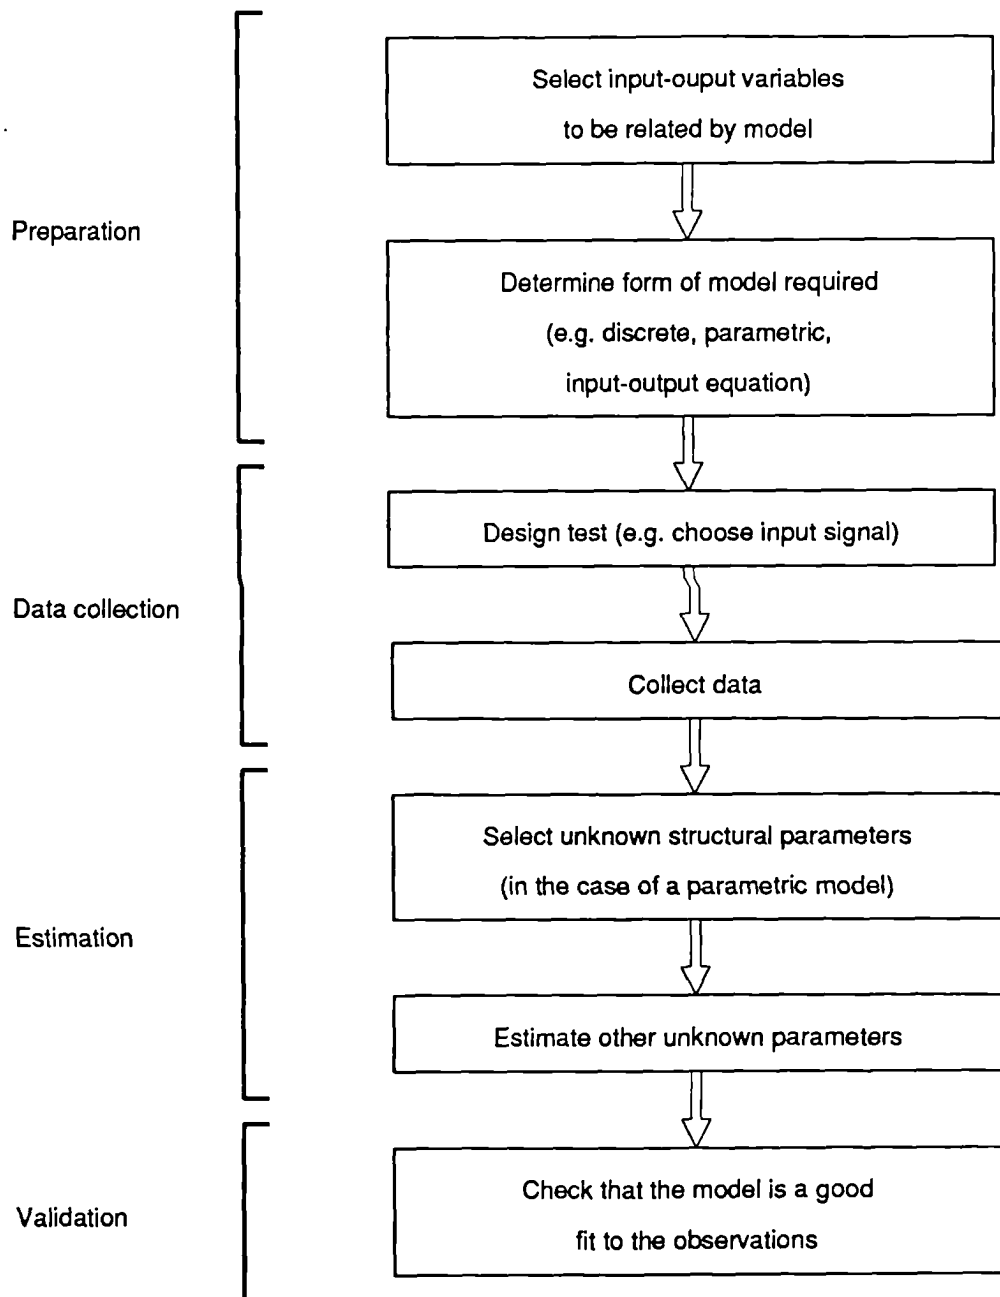 Select input-ouput variables
to be related by model
Preparation
Determine form of model required
(e.g. discrete, parametric,
input-output equation)
Design test (e.g. choose input signal)
Data collection
Collect data
Select unknown structural parameters
(in the case of a parametric model)
Estimation
Estimate other unknown parameters
Check that the model is a good
Validation
fit to the observations